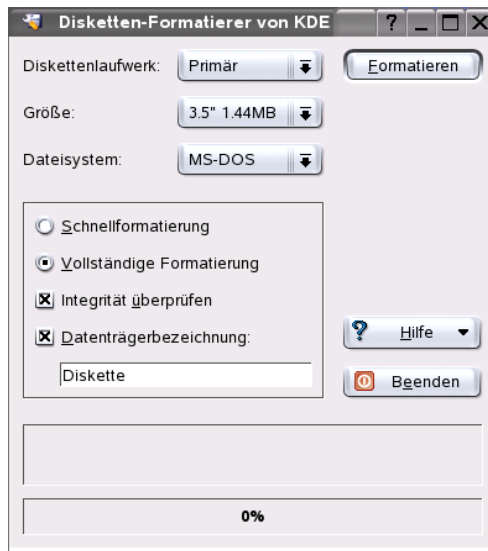 Disketten-Formatierer von KDE
Diskettenlaufwerk: Primär Formatieren
Größe: 3.5" 1.44MB
Dateisystem: MS-DOS
Schnellformatierung
Vollständige Formatierung
Integrität überprüfen
Datenträgerbezeichnung:
Hilfe
Diskette
Beenden
0%